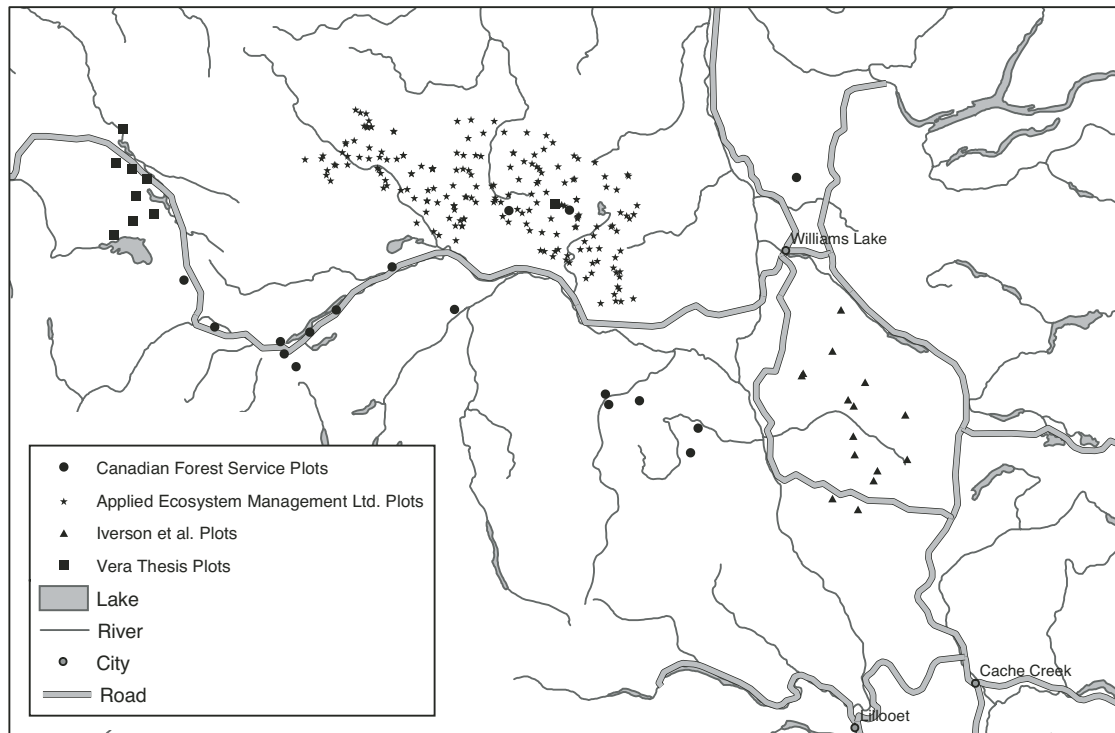 Williams Lake
Canadian Forest Service Plots
Applied Ecosystem Management Ltd. Plots
Iverson et al. Plots
Vera Thesis Plots
Lake
River
City
Road
Cache Creek
Lillooet